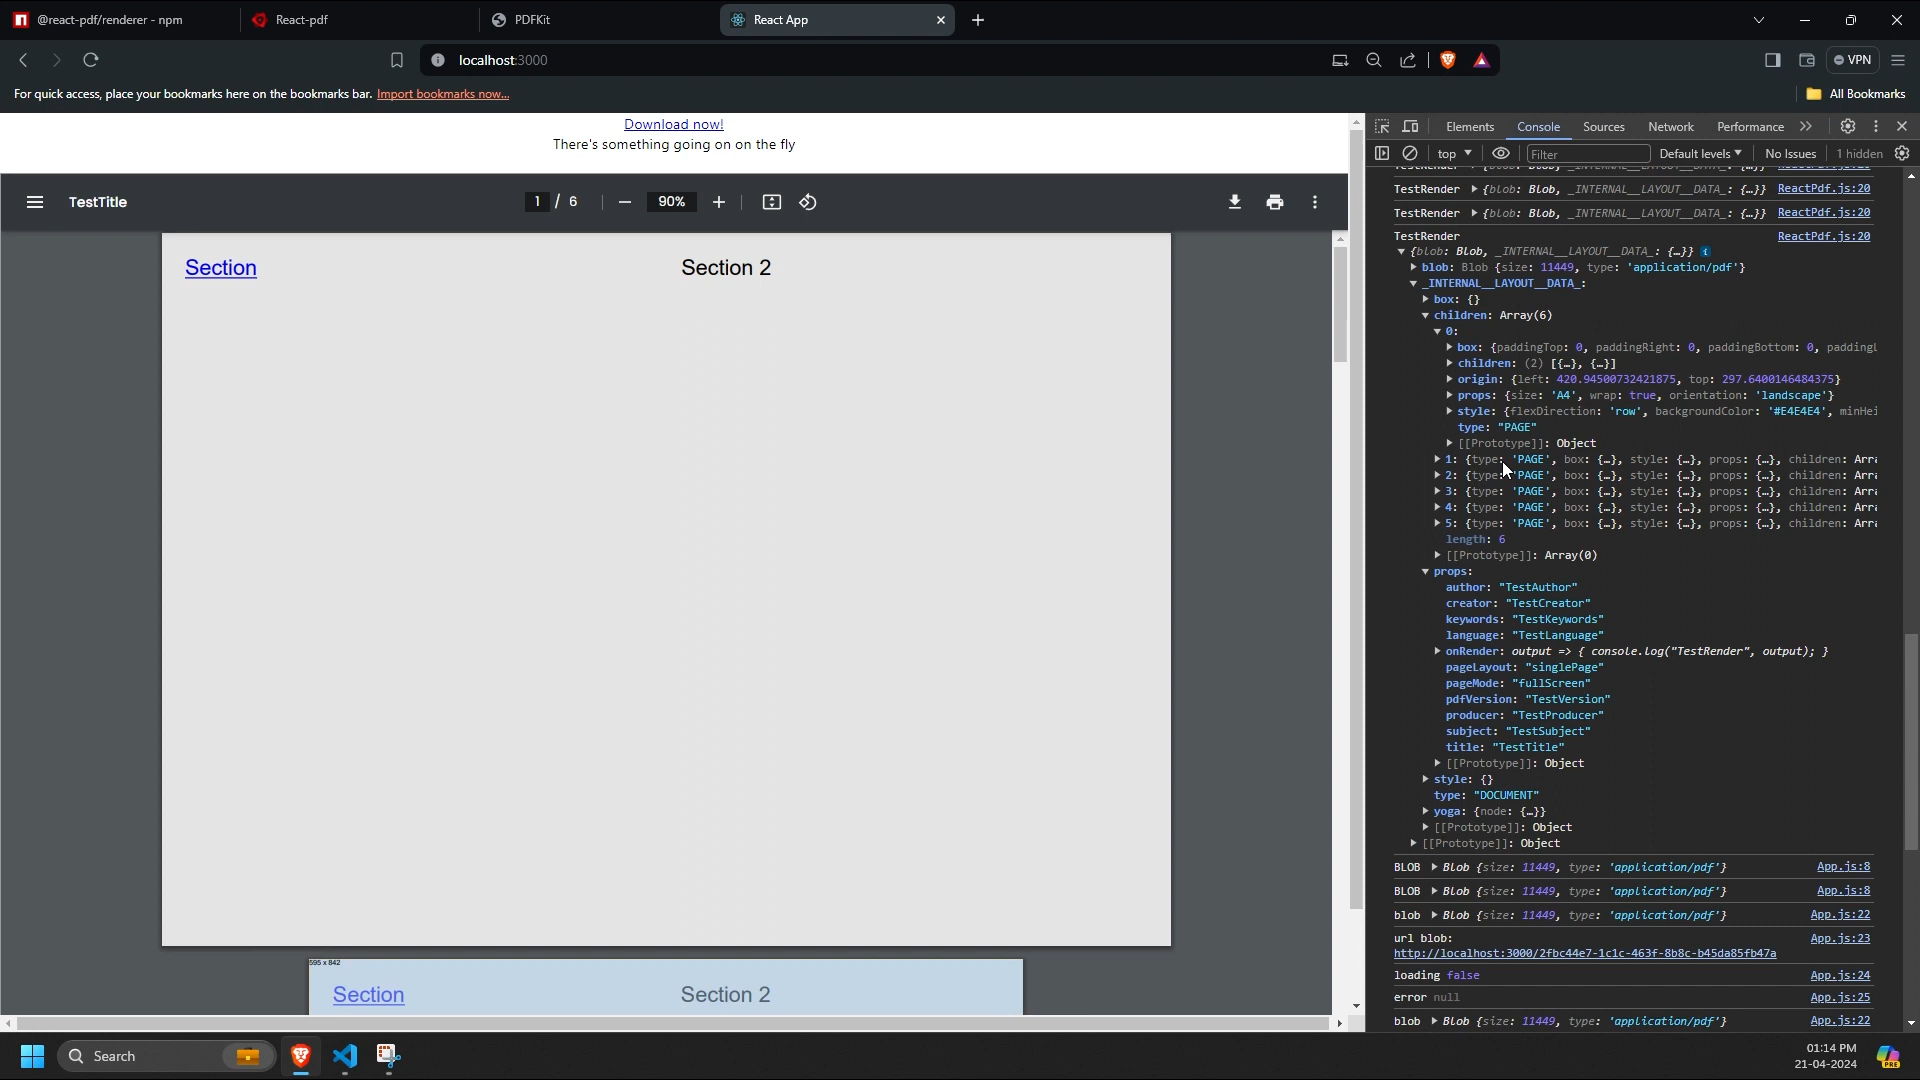 @react-pdf/renderer - npm
React-pdf
PDFKit
React App
localhost:3000
VPN
For quick access, place your bookmarks here on the bookmarks bar. Import bookmarks now...
All Bookmarks
Download now!
There's something going on on the fly
TestTitle
1 / 6
90%
Section
Section 2
595 x 842
Section
Section 2
Elements
Console
Sources
Network
Performance
top
Filter
Default levels
No Issues
1 hidden
TestRender {blob: Blob, _INTERNAL__LAYOUT__DATA_: {…}} ReactPdf.js:20
TestRender {blob: Blob, _INTERNAL__LAYOUT__DATA_: {…}} ReactPdf.js:20
TestRender ReactPdf.js:20
{blob: Blob, _INTERNAL__LAYOUT__DATA_: {…}} i
blob: Blob {size: 11449, type: 'application/pdf'}
_INTERNAL__LAYOUT__DATA_:
box: {}
children: Array(6)
0:
box: {paddingTop: 0, paddingRight: 0, paddingBottom: 0, paddingL
children: (2) [{…}, {…}]
origin: {left: 420.94500732421875, top: 297.6400146484375}
props: {size: 'A4', wrap: true, orientation: 'landscape'}
style: {flexDirection: 'row', backgroundColor: '#E4E4E4', minHei
type: "PAGE"
[[Prototype]]: Object
1: {type: 'PAGE', box: {…}, style: {…}, props: {…}, children: Arra
2: {type: 'PAGE', box: {…}, style: {…}, props: {…}, children: Arra
3: {type: 'PAGE', box: {…}, style: {…}, props: {…}, children: Arra
4: {type: 'PAGE', box: {…}, style: {…}, props: {…}, children: Arra
5: {type: 'PAGE', box: {…}, style: {…}, props: {…}, children: Arra
length: 6
[[Prototype]]: Array(0)
props:
author: "TestAuthor"
creator: "TestCreator"
keywords: "TestKeywords"
language: "TestLanguage"
onRender: output => { console.log("TestRender", output); }
pageLayout: "singlePage"
pageMode: "fullScreen"
pdfVersion: "TestVersion"
producer: "TestProducer"
subject: "TestSubject"
title: "TestTitle"
[[Prototype]]: Object
style: {}
type: "DOCUMENT"
yoga: {node: {…}}
[[Prototype]]: Object
[[Prototype]]: Object
BLOB Blob {size: 11449, type: 'application/pdf'} App.js:8
BLOB Blob {size: 11449, type: 'application/pdf'} App.js:8
blob Blob {size: 11449, type: 'application/pdf'} App.js:22
url blob: App.js:23
http://localhost:3000/2fbc44e7-1c1c-463f-8b8c-b45da85fb47a
loading false App.js:24
error null App.js:25
blob Blob {size: 11449, type: 'application/pdf'} App.js:22
Search
01:14 PM
21-04-2024
PRE